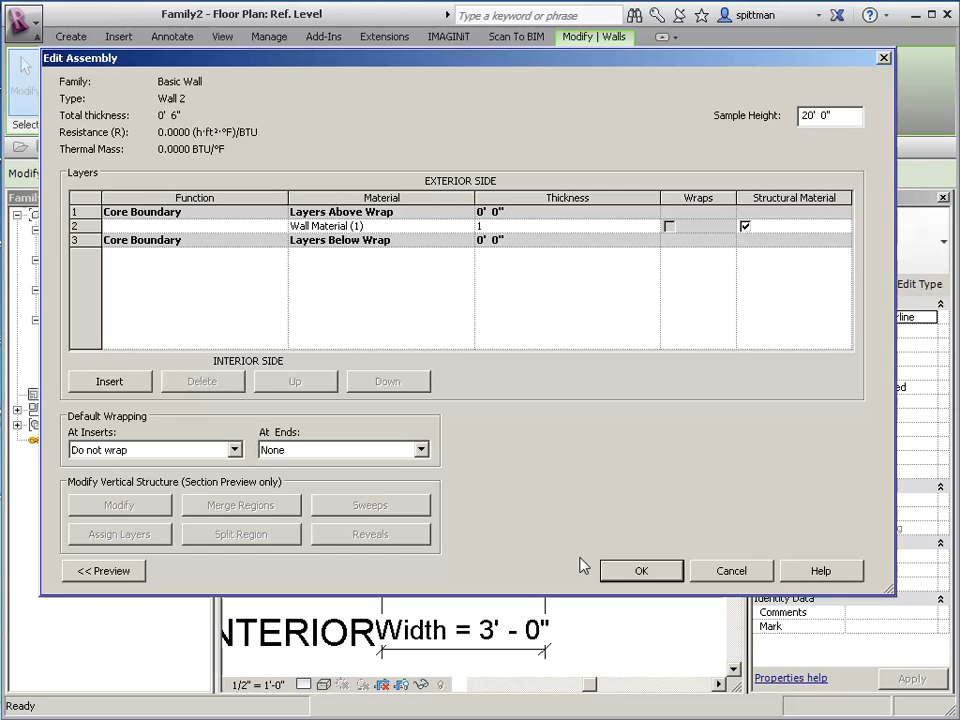 Family2 - Floor Plan: Ref. Level
Type a keyword or phrase
spittman
Create Insert Annotate View Manage Add-Ins Extensions IMAGINiT Scan To BIM Modify | Walls
Modify
Select
Modify
Edit Assembly
Family: Basic Wall
Type: Wall 2
Total thickness: 0' 6"
Resistance (R): 0.0000 (h·ft²·°F)/BTU
Thermal Mass: 0.0000 BTU/°F
Sample Height: 20' 0"
Layers
EXTERIOR SIDE
Function Material Thickness Wraps Structural Material
1 Core Boundary Layers Above Wrap 0' 0"
2 Wall Material (1) 1
3 Core Boundary Layers Below Wrap 0' 0"
INTERIOR SIDE
Insert Delete Up Down
Default Wrapping
At Inserts: At Ends:
Do not wrap None
Modify Vertical Structure (Section Preview only)
Modify Merge Regions Sweeps
Assign Layers Split Region Reveals
<< Preview OK Cancel Help
Edit Type
Identity Data
Comments
Mark
NTERIOR Width = 3' - 0"
1/2" = 1'-0"
Properties help Apply
Ready